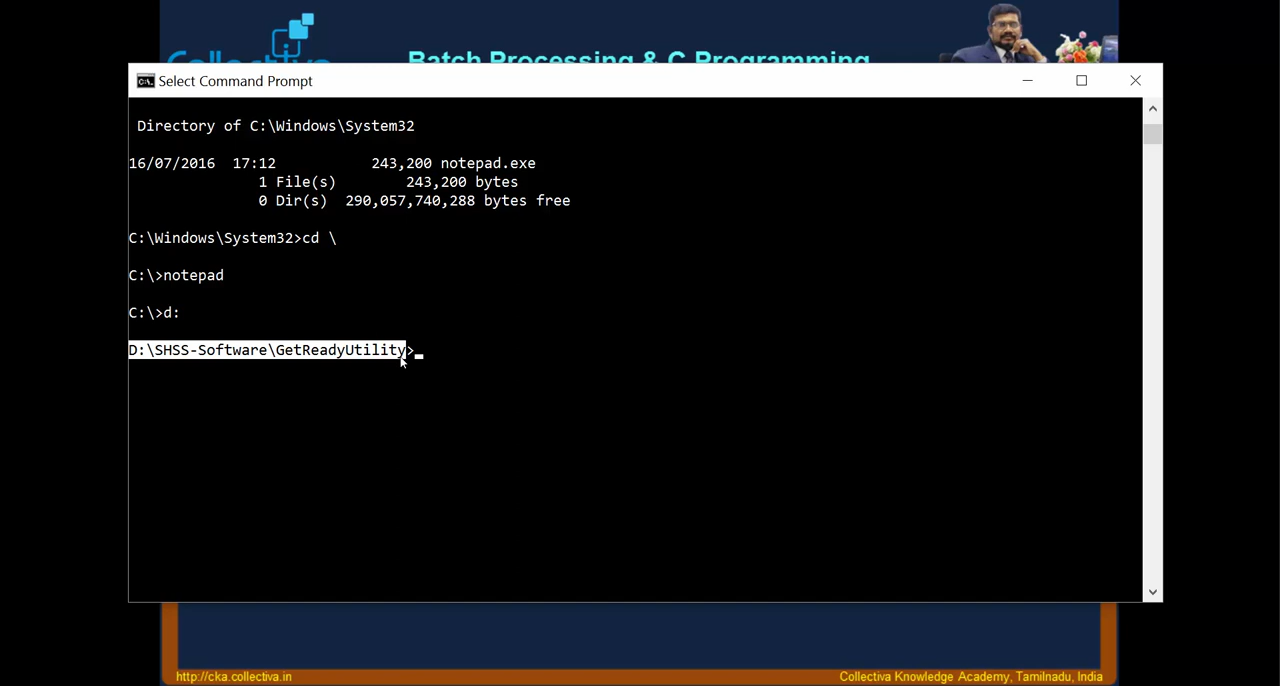 Collectiva
Batch Processing & C Programming
Select Command Prompt
Directory of C:\Windows\System32
16/07/2016  17:12           243,200 notepad.exe
1 File(s)        243,200 bytes
0 Dir(s)  290,057,740,288 bytes free
C:\Windows\System32>cd \
C:\>notepad
C:\>d:
D:\SHSS-Software\GetReadyUtility>
http://cka.collectiva.in
Collectiva Knowledge Academy, Tamilnadu, India